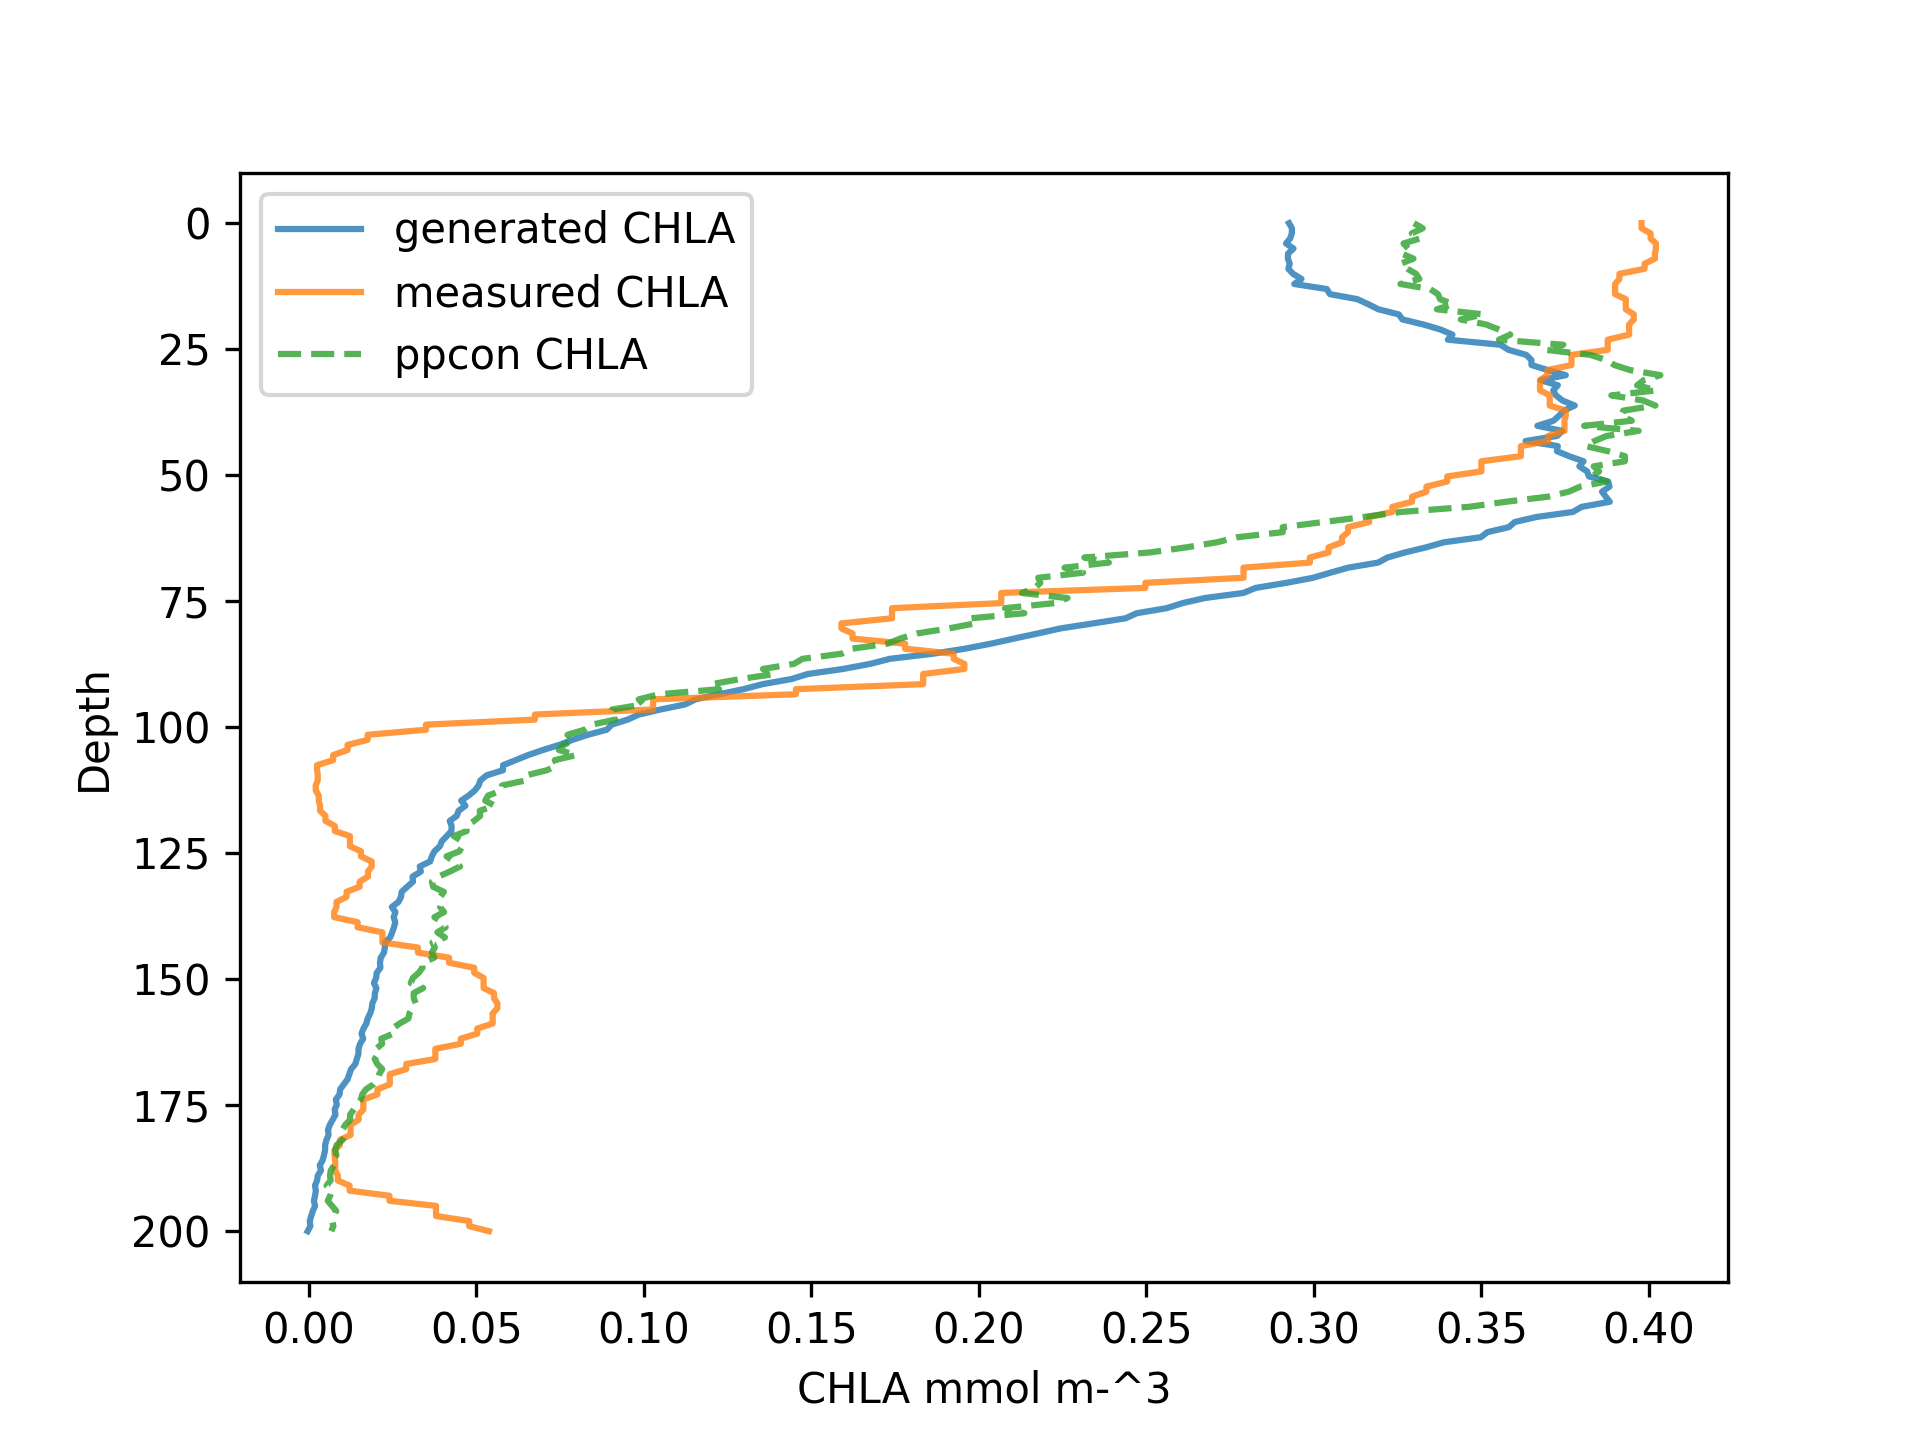 generated CHLA
measured CHLA
ppcon CHLA
0
25
50
75
100
125
150
175
200
Depth
0.00 0.05 0.10 0.15 0.20 0.25 0.30 0.35 0.40
CHLA mmol m-^3